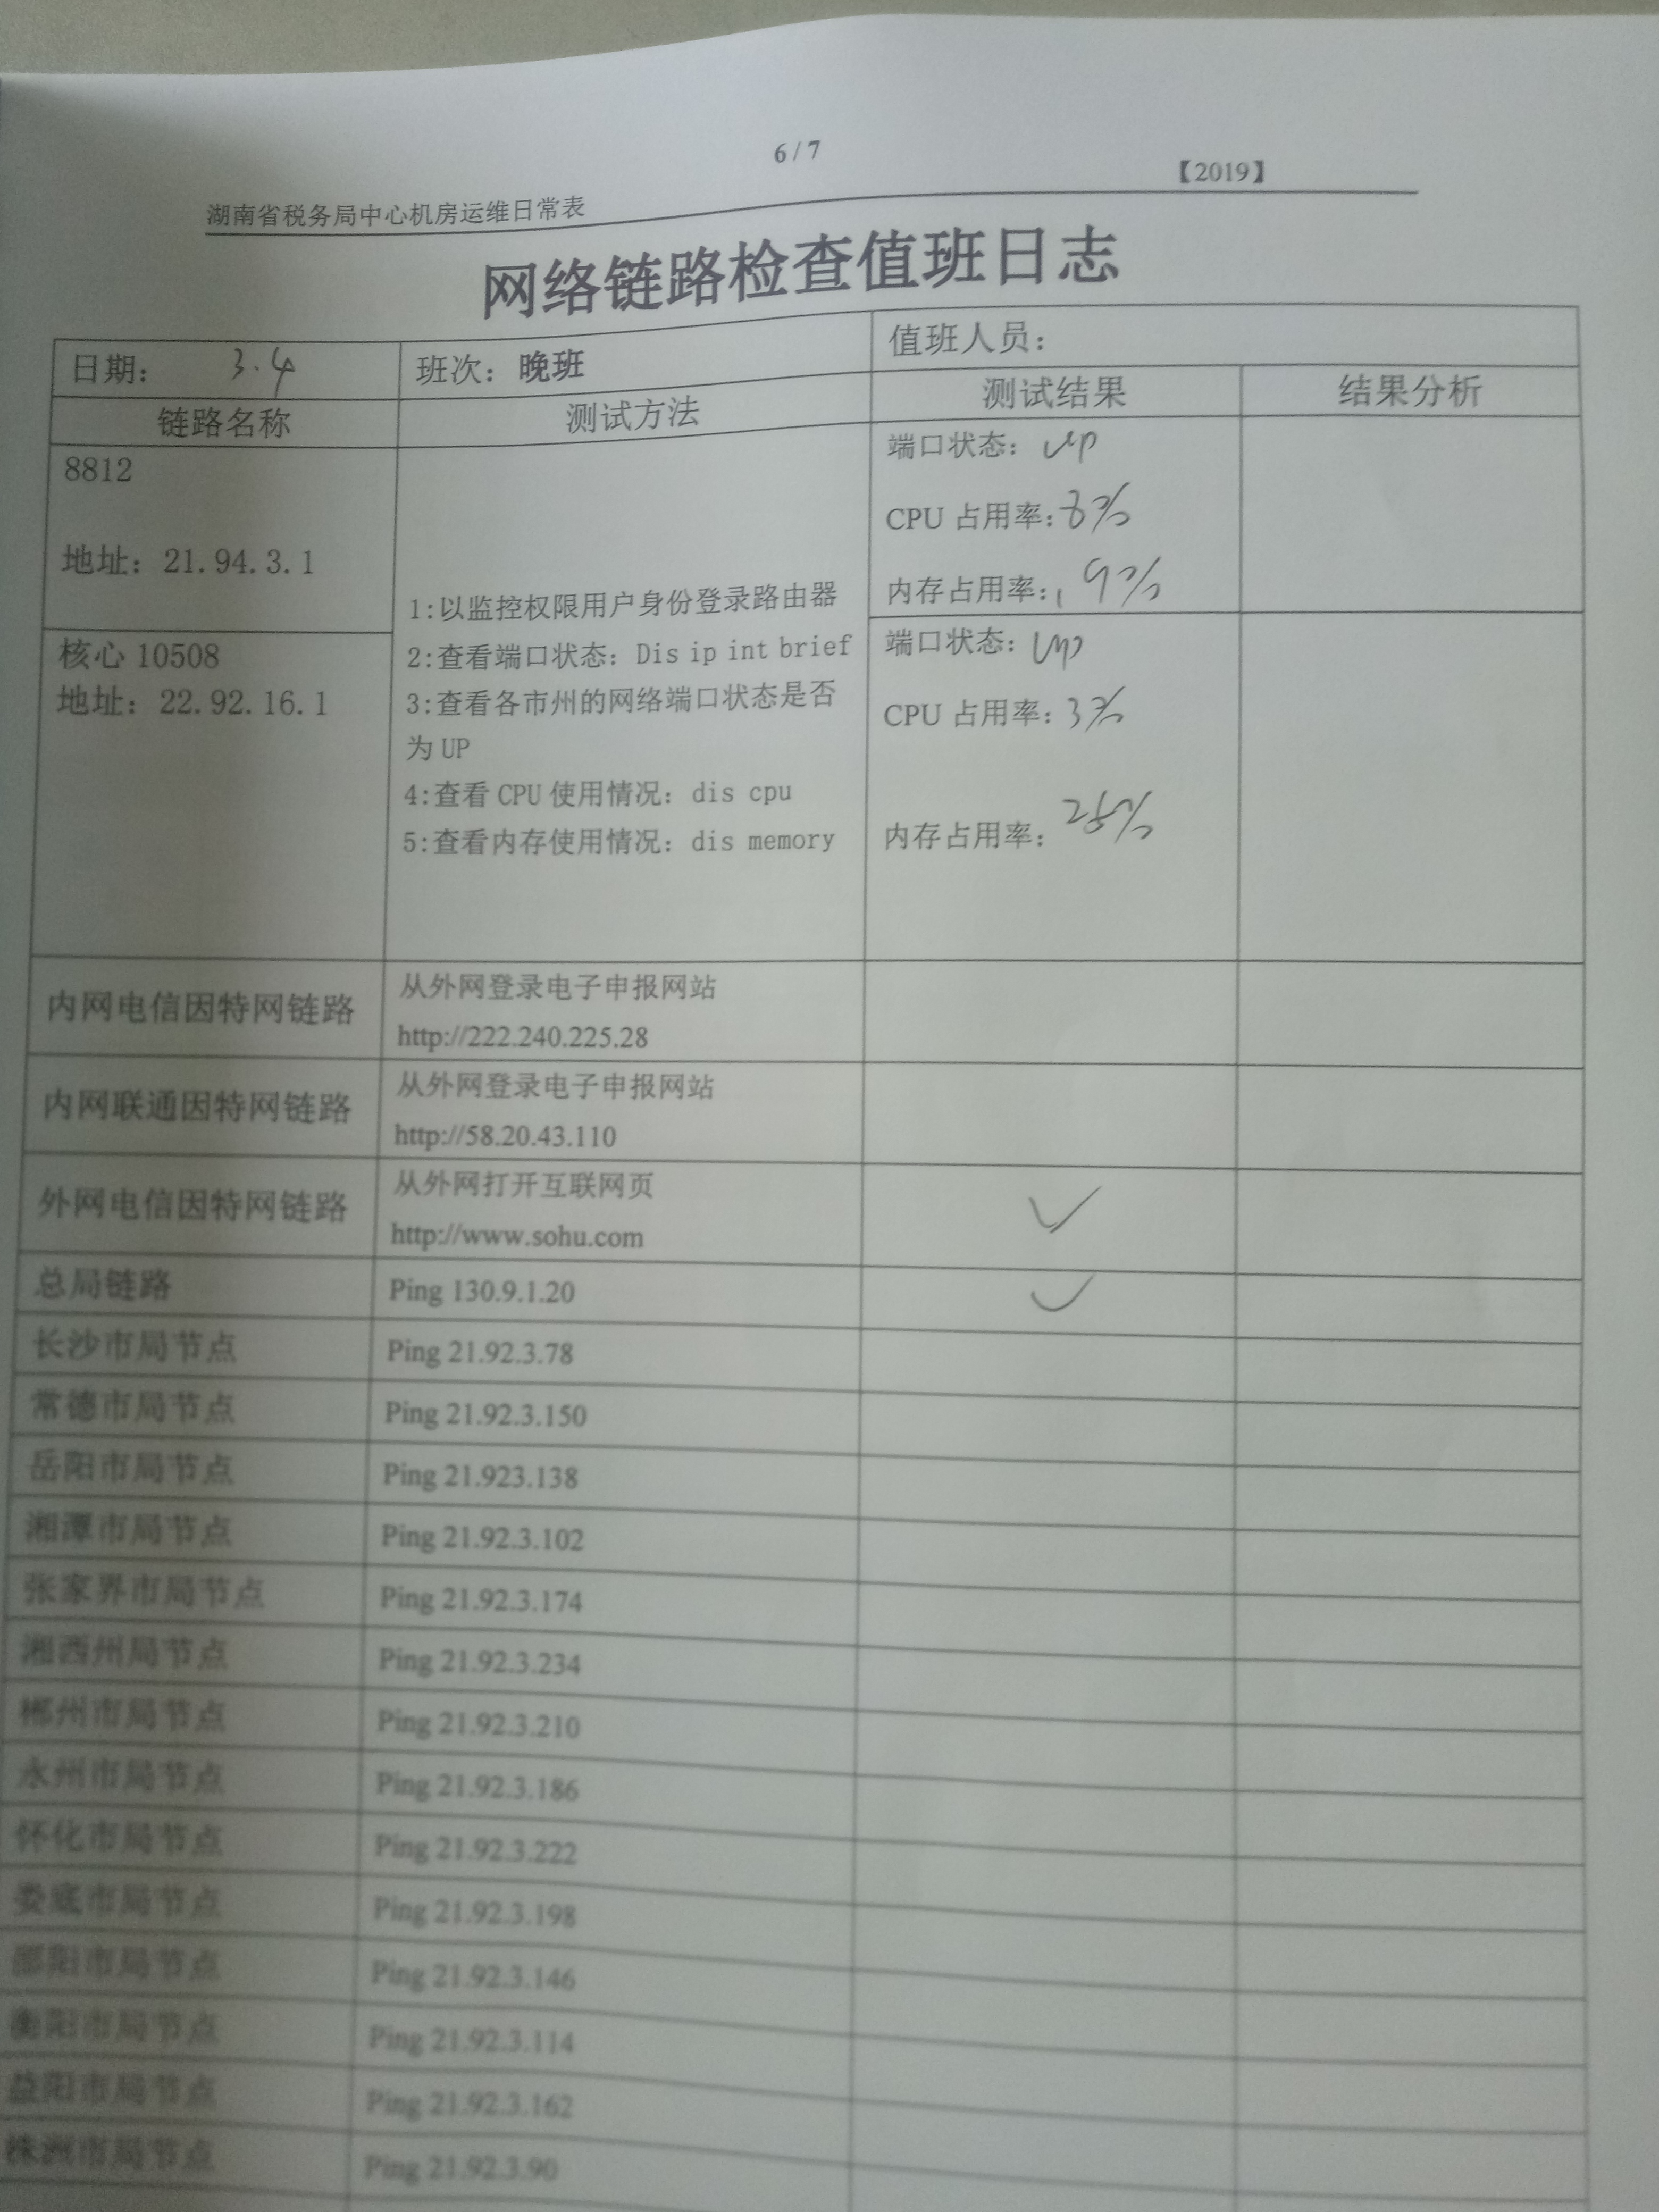 6/7
【2019】
湖南省税务局中心机房运维日常表
网络链路检查值班日志
日期： 3.4 班次：晚班 值班人员：
链路名称 测试方法 测试结果 结果分析
8812
地址：21.94.3.1
核心 10508
地址：22.92.16.1
1:以监控权限用户身份登录路由器
2:查看端口状态：Dis ip int brief
3:查看各市州的网络端口状态是否
为 UP
4:查看 CPU 使用情况：dis cpu
5:查看内存使用情况：dis memory
端口状态：up
CPU 占用率：8%
内存占用率：19%
端口状态：up
CPU 占用率：3%
内存占用率：
内网电信因特网链路 从外网登录电子申报网站
http://222.240.225.28
内网联通因特网链路 从外网登录电子申报网站
http://58.20.43.110
外网电信因特网链路 从外网打开互联网页
http://www.sohu.com ✓
总局链路 Ping 130.9.1.20 ✓
长沙市局节点 Ping 21.92.3.78
常德市局节点 Ping 21.92.3.150
岳阳市局节点 Ping 21.923.138
湘潭市局节点 Ping 21.92.3.102
张家界市局节点 Ping 21.92.3.174
湘西州局节点 Ping 21.92.3.234
郴州市局节点 Ping 21.92.3.210
永州市局节点 Ping 21.92.3.186
怀化市局节点 Ping 21.92.3.222
娄底市局节点 Ping 21.92.3.198
邵阳市局节点 Ping 21.92.3.146
衡阳市局节点 Ping 21.92.3.114
益阳市局节点 Ping 21.92.3.162
株洲市局节点 Ping 21.92.3.90